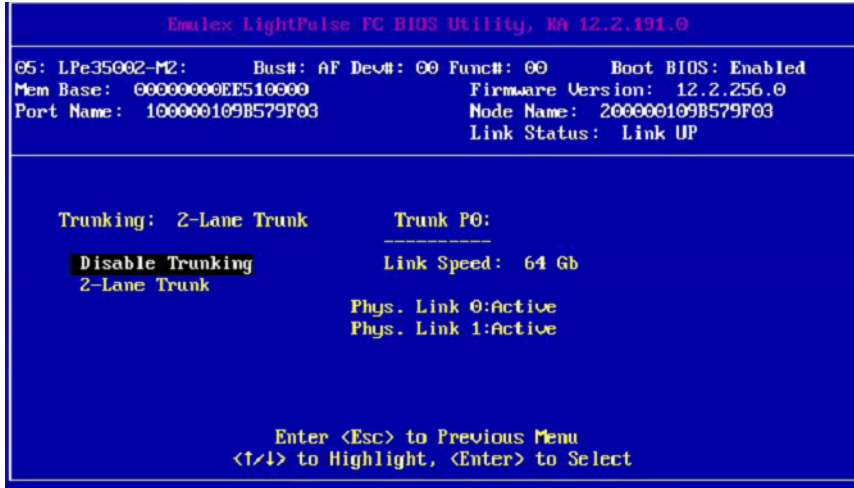 Emulex LightPulse FC BIOS Utility, KA 12.2.191.0
05: LPe35002-M2: Bus#: AF Dev#: 00 Func#: 00 Boot BIOS: Enabled
Mem Base: 00000000EE510000 Firmware Version: 12.2.256.0
Port Name: 100000109B579F03 Node Name: 200000109B579F03
Link Status: Link UP
Trunking: 2-Lane Trunk Trunk P0:
----------
Disable Trunking Link Speed: 64 Gb
2-Lane Trunk
Phys. Link 0:Active
Phys. Link 1:Active
Enter <Esc> to Previous Menu
<↑/↓> to Highlight, <Enter> to Select